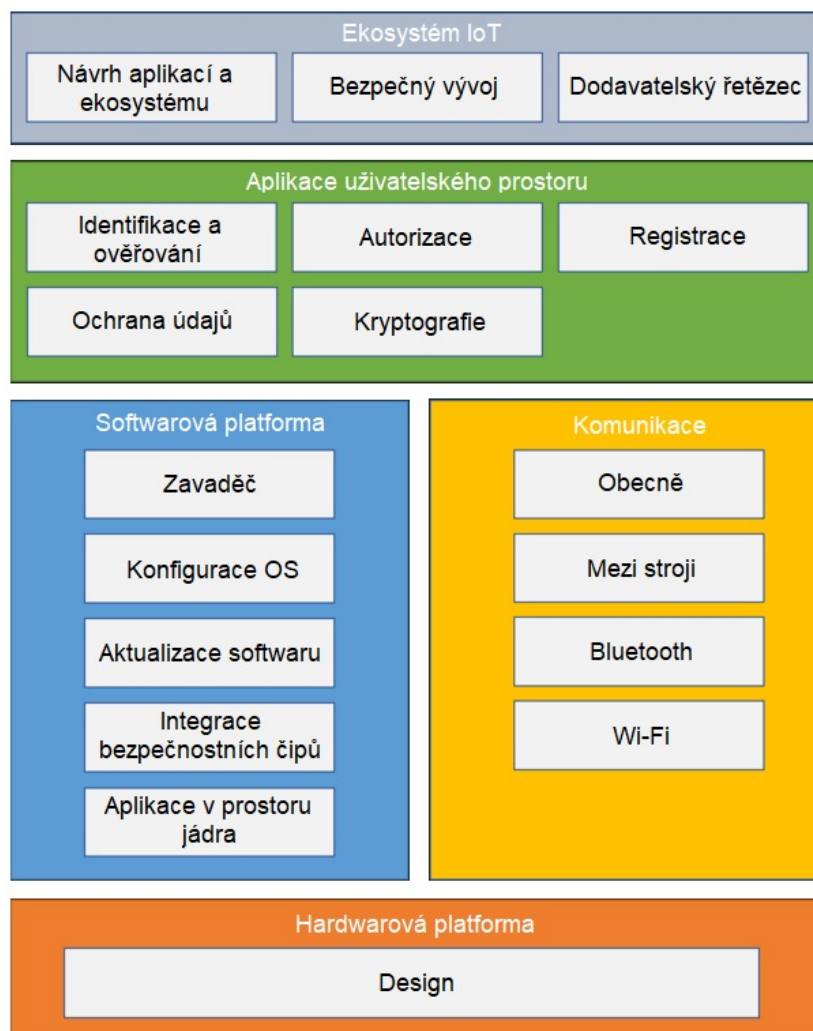 Ekosystém IoT
Návrh aplikací a
ekosystému
Bezpečný vývoj
Dodavatelský řetězec
Aplikace uživatelského prostoru
Identifikace a
ověřování
Autorizace
Registrace
Ochrana údajů
Kryptografie
Softwarová platforma
Zavaděč
Konfigurace OS
Aktualizace softwaru
Integrace
bezpečnostních čipů
Aplikace v prostoru
jádra
Komunikace
Obecně
Mezi stroji
Bluetooth
Wi-Fi
Hardwarová platforma
Design